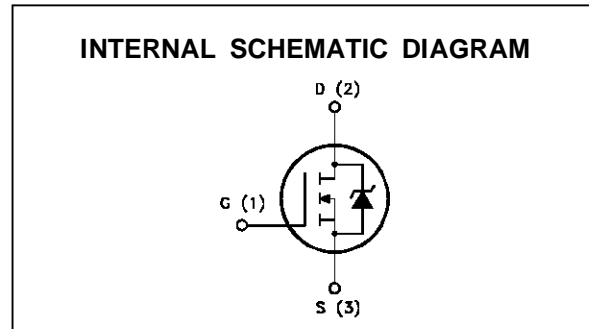 INTERNAL SCHEMATIC DIAGRAM
D (2)
G (1)
S (3)